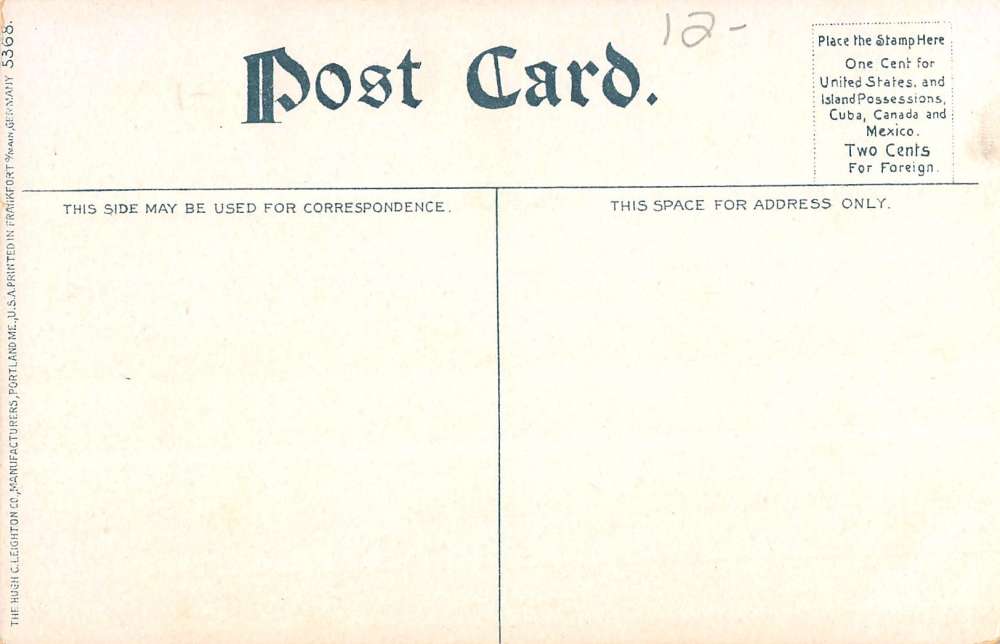 12-
Post Card.
Place the Stamp Here
One Cent for
United States, and
Island Possessions,
Cuba, Canada and
Mexico.
Two Cents
For Foreign.
THIS SIDE MAY BE USED FOR CORRESPONDENCE.
THIS SPACE FOR ADDRESS ONLY.
THE HUGH C. LEIGHTON CO., MANUFACTURERS, PORTLAND ME., U.S.A. PRINTED IN FRANKFORT o/MAIN, GERMANY 5368.